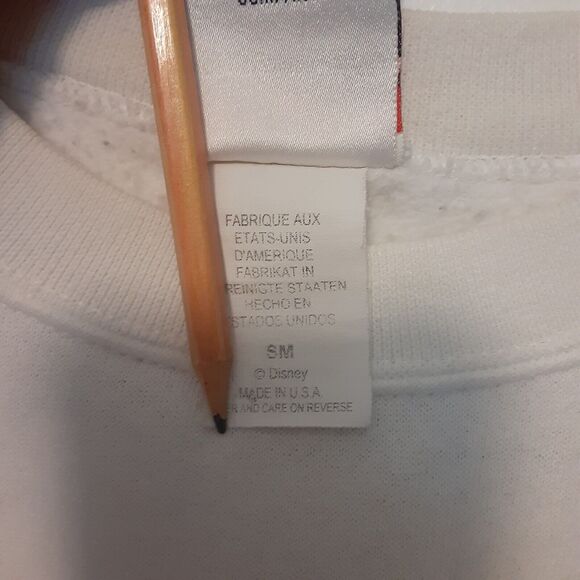 FABRIQUE AUX
ETATS-UNIS
D'AMERIQUE
FABRIKAT IN
REINIGTE STAATEN
HECHO EN
ESTADOS UNIDOS
SM
© Disney
MADE IN U.S.A
AND CARE ON REVERSE